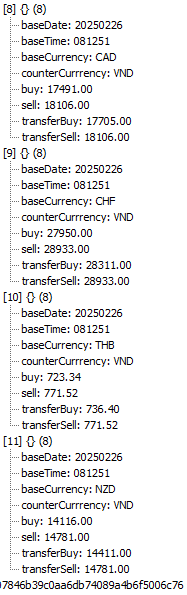 [8] {} (8)
baseDate: 20250226
baseTime: 081251
baseCurrency: CAD
counterCurrrency: VND
buy: 17491.00
sell: 18106.00
transferBuy: 17705.00
transferSell: 18106.00
[9] {} (8)
baseDate: 20250226
baseTime: 081251
baseCurrency: CHF
counterCurrrency: VND
buy: 27950.00
sell: 28933.00
transferBuy: 28311.00
transferSell: 28933.00
[10] {} (8)
baseDate: 20250226
baseTime: 081251
baseCurrency: THB
counterCurrrency: VND
buy: 723.34
sell: 771.52
transferBuy: 736.40
transferSell: 771.52
[11] {} (8)
baseDate: 20250226
baseTime: 081251
baseCurrency: NZD
counterCurrrency: VND
buy: 14116.00
sell: 14781.00
transferBuy: 14411.00
transferSell: 14781.00
07846b39c0aa6db74089a4b6f5006c76